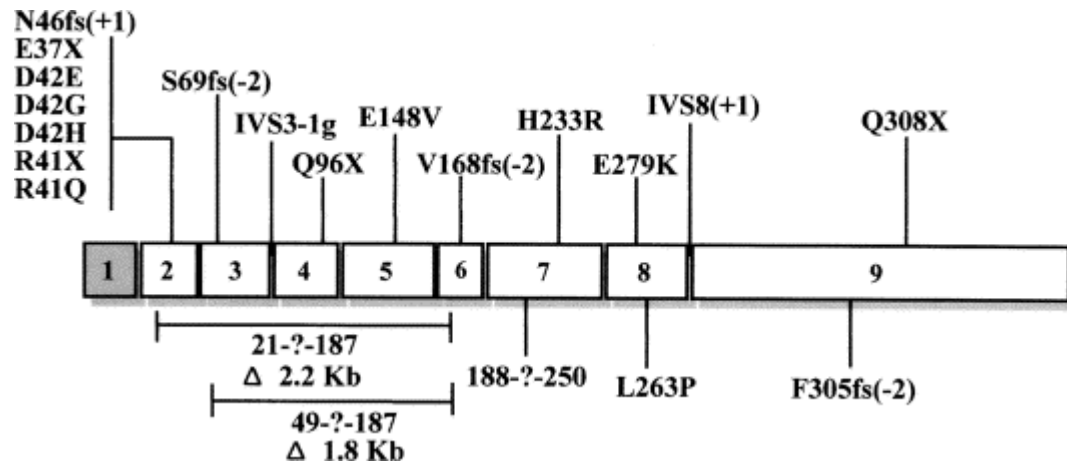 N46fs(+1)
E37X
D42E
D42G
D42H
R41X
R41Q
S69fs(-2)
IVS3-1g
Q96X
E148V
V168fs(-2)
H233R
E279K
IVS8(+1)
Q308X
1 2 3 4 5 6 7 8 9
21-?-187
Δ 2.2 Kb
49-?-187
Δ 1.8 Kb
188-?-250
L263P
F305fs(-2)